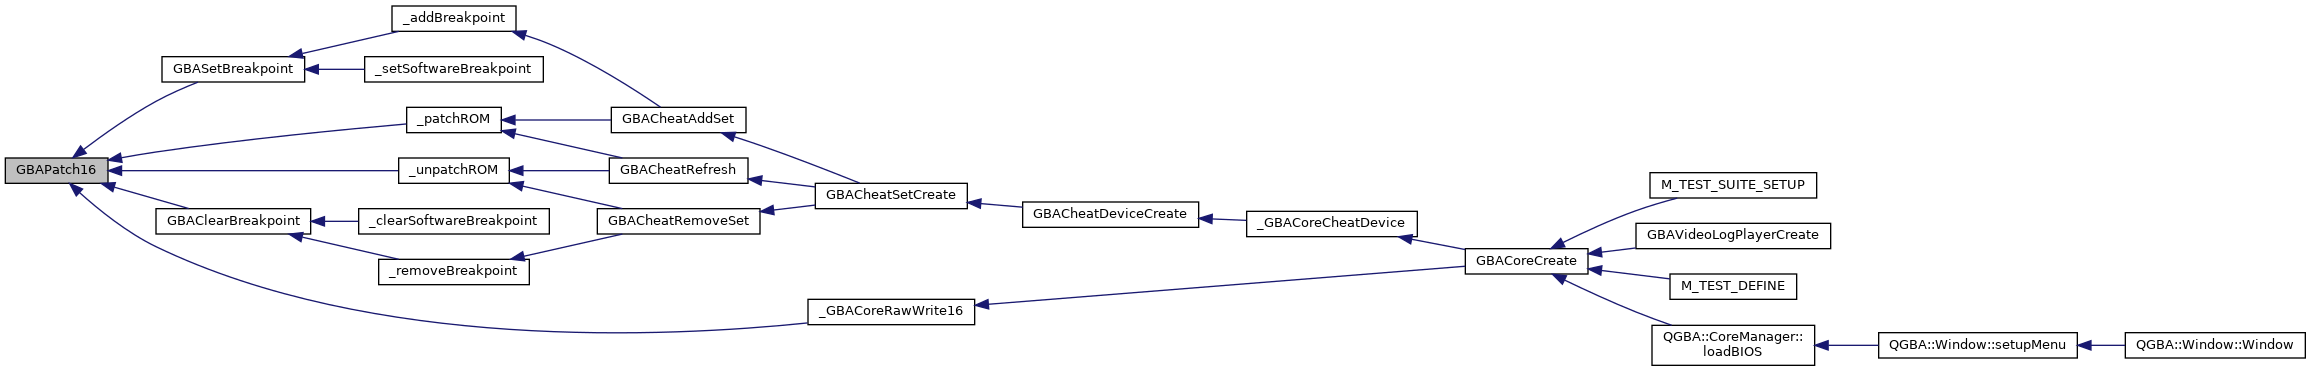 _addBreakpoint
GBASetBreakpoint
_setSoftwareBreakpoint
_patchROM
GBACheatAddSet
GBAPatch16
_unpatchROM
GBACheatRefresh
GBACheatSetCreate
GBAClearBreakpoint
_clearSoftwareBreakpoint
GBACheatRemoveSet
GBACheatDeviceCreate
_GBACoreCheatDevice
_removeBreakpoint
_GBACoreRawWrite16
GBACoreCreate
M_TEST_SUITE_SETUP
GBAVideoLogPlayerCreate
M_TEST_DEFINE
QGBA::CoreManager::
loadBIOS
QGBA::Window::setupMenu
QGBA::Window::Window